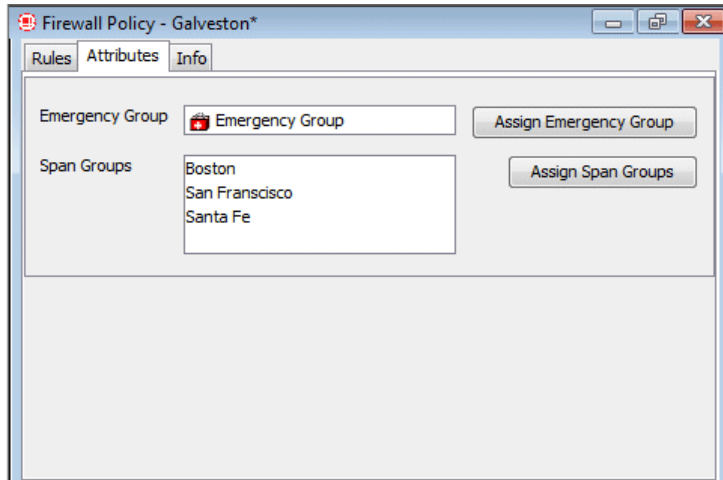 Firewall Policy - Galveston*
Rules Attributes Info
Emergency Group Emergency Group Assign Emergency Group
Span Groups Boston Assign Span Groups
San Franscisco
Santa Fe